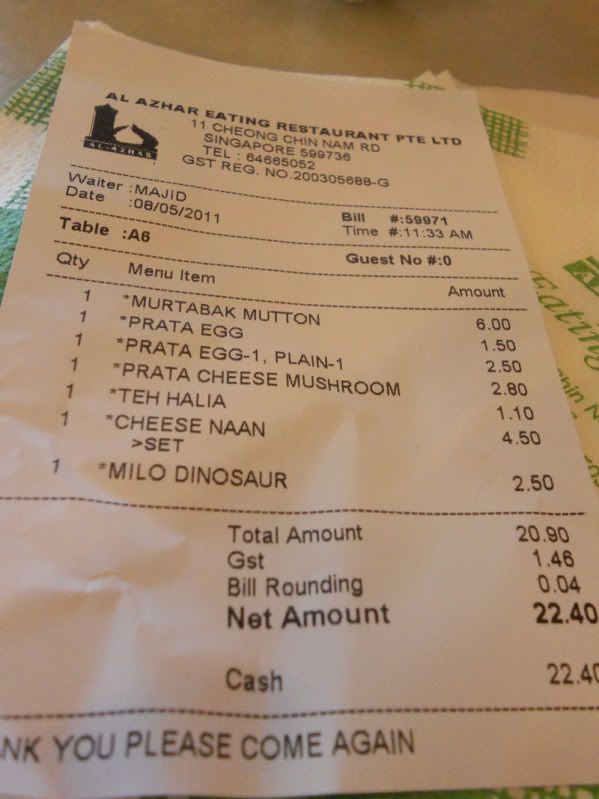 AL AZHAR EATING RESTAURANT PTE LTD
11 CHEONG CHIN NAM RD
SINGAPORE 599736
TEL : 64665052
GST REG. NO.200305688-G
AL-AZHAR
Waiter :MAJID
Date :08/05/2011
Bill #:59971
Time #:11:33 AM
Table :A6
Guest No #:0
Qty Menu Item Amount
1 *MURTABAK MUTTON 6.00
1 *PRATA EGG 1.50
1 *PRATA EGG-1, PLAIN-1 2.50
1 *PRATA CHEESE MUSHROOM 2.80
1 *TEH HALIA 1.10
1 *CHEESE NAAN 4.50
>SET
1 *MILO DINOSAUR 2.50
Total Amount 20.90
Gst 1.46
Bill Rounding 0.04
Net Amount 22.40
Cash 22.40
NK YOU PLEASE COME AGAIN
Eating